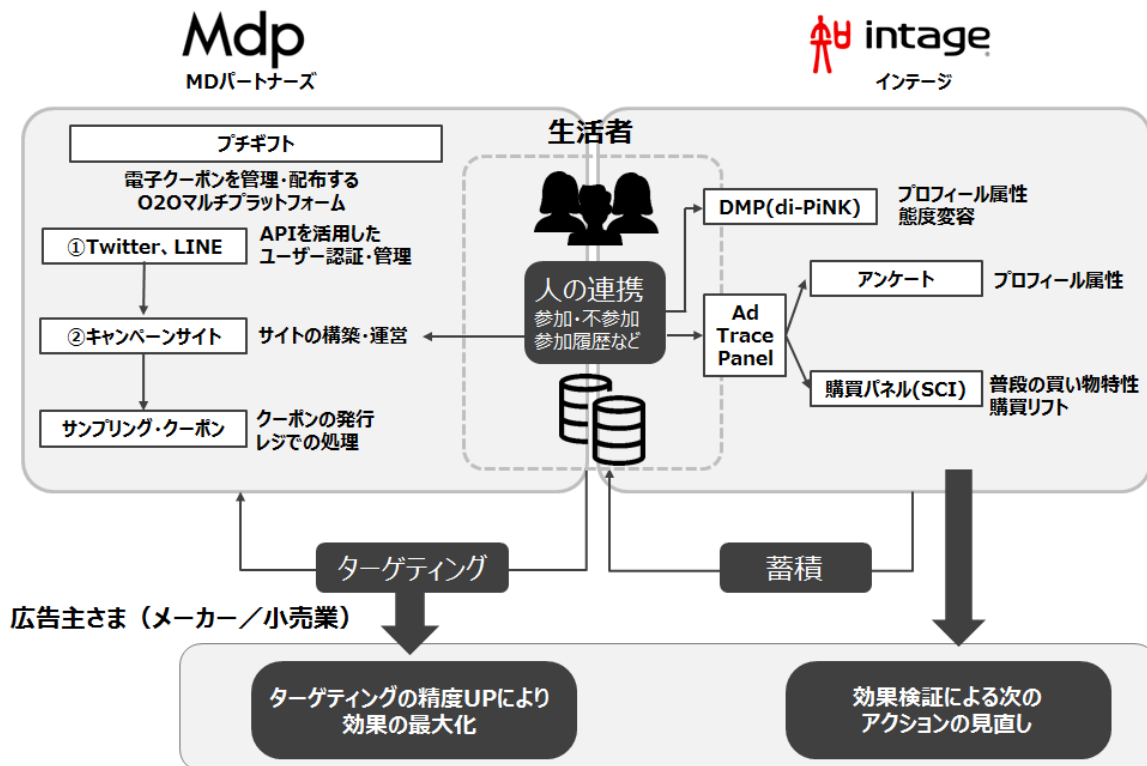 Mdp
MDパートナーズ
intage
インテージ
プチギフト
電子クーポンを管理・配布する
O2Oマルチプラットフォーム
①Twitter、LINE
APIを活用した
ユーザー認証・管理
②キャンペーンサイト
サイトの構築・運営
サンプリング・クーポン
クーポンの発行
レジでの処理
生活者
人の連携
参加・不参加
参加履歴など
DMP(di-PiNK)
プロフィール属性
態度変容
Ad
Trace
Panel
アンケート
プロフィール属性
購買パネル(SCI)
普段の買い物特性
購買リフト
ターゲティング
蓄積
広告主さま（メーカー／小売業）
ターゲティングの精度UPにより
効果の最大化
効果検証による次の
アクションの見直し